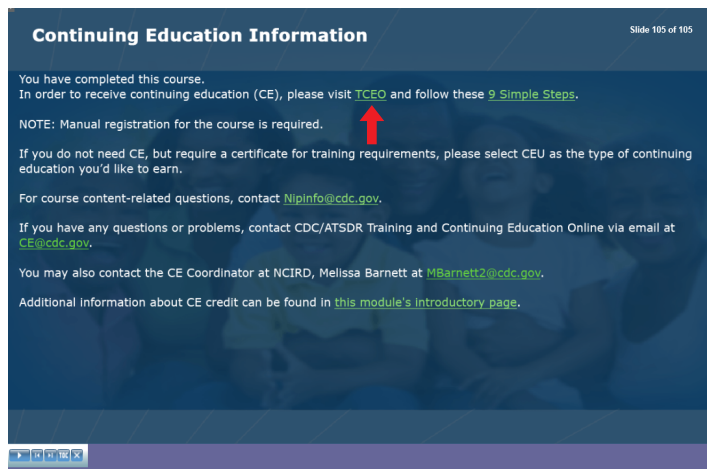 Continuing Education Information
Slide 105 of 105
You have completed this course.
In order to receive continuing education (CE), please visit TCEO and follow these 9 Simple Steps.
NOTE: Manual registration for the course is required.
If you do not need CE, but require a certificate for training requirements, please select CEU as the type of continuing
education you'd like to earn.
For course content-related questions, contact Nipinfo@cdc.gov.
If you have any questions or problems, contact CDC/ATSDR Training and Continuing Education Online via email at
CE@cdc.gov.
You may also contact the CE Coordinator at NCIRD, Melissa Barnett at MBarnett2@cdc.gov.
Additional information about CE credit can be found in this module's introductory page.
TOC